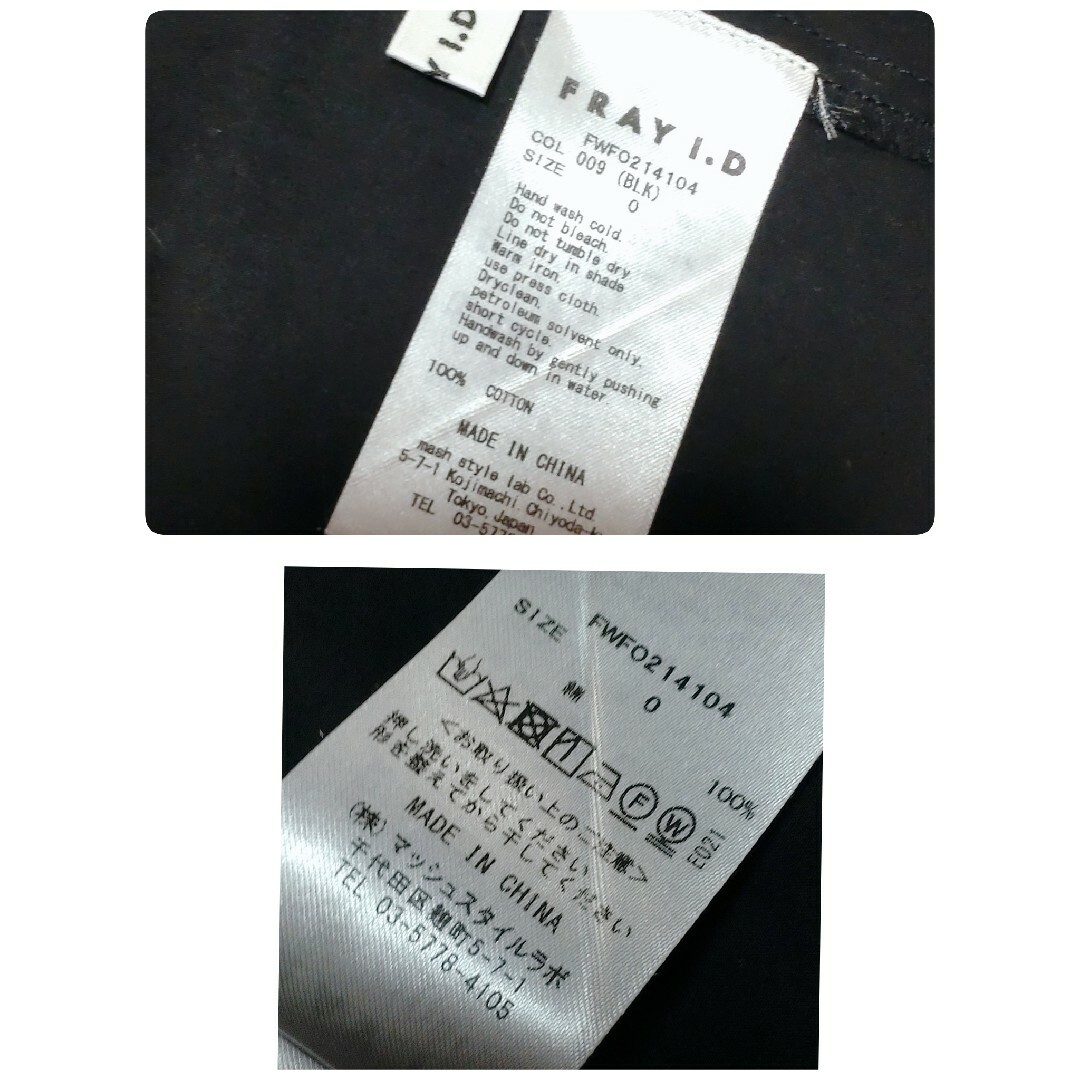 Y I.D
FRAY I.D
FWFO214104
COL 009 (BLK)
SIZE 0
Hand wash cold.
Do not bleach.
Do not tumble dry.
Line dry in shade
Warm iron.
use press cloth.
Dryclean.
petroleum solvent only.
short cycle.
Handwash by gently pushing
up and down in water.
100% COTTON
MADE IN CHINA
mash style lab Co.,Ltd.
5-7-1 Kojimachi Chiyoda-k
Tokyo Japan
TEL 03-577
FWFO214104
SIZE 0
綿 100%
F W
E021
<お取り扱い上のご注意>
押し洗いをしてください
形を整えてから干してください
MADE IN CHINA
(株)マッシュスタイルラボ
千代田区麹町5-7-1
TEL 03-5778-4105